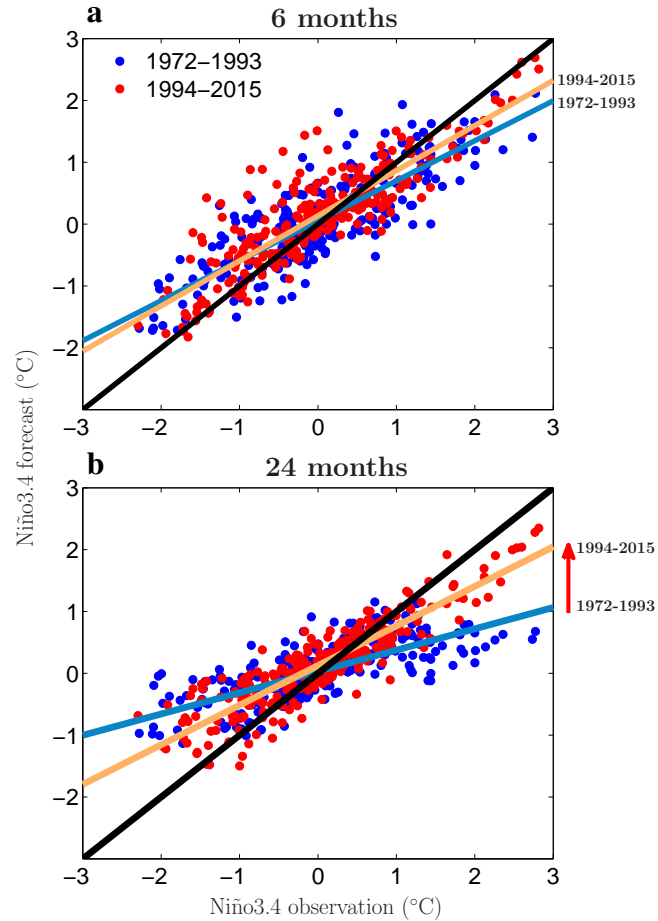 a
6 months
1972–1993
1994–2015
3
2
1
0
−1
−2
−3 −2 −1 0 1 2 3
1994-2015
1972-1993
Niño3.4 forecast (°C)
b
24 months
3
2
1
0
−1
−2
−3 −2 −1 0 1 2 3
1994-2015
1972-1993
Niño3.4 observation (°C)